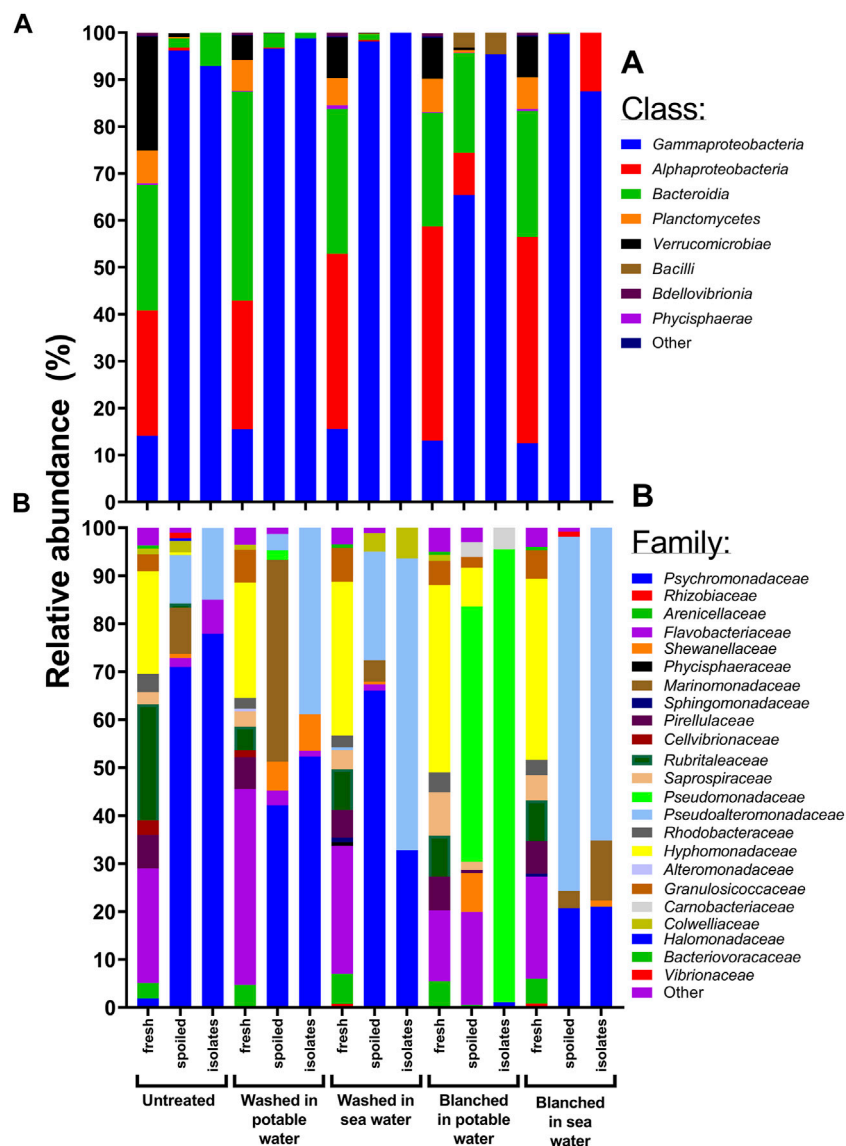 A
Relative abundance (%)
100
90
80
70
60
50
40
30
20
10
0
A
Class:
Gammaproteobacteria
Alphaproteobacteria
Bacteroidia
Planctomycetes
Verrucomicrobiae
Bacilli
Bdellovibrionia
Phycisphaerae
Other
B
100
90
80
70
60
50
40
30
20
10
0
B
Family:
Psychromonadaceae
Rhizobiaceae
Arenicellaceae
Flavobacteriaceae
Shewanellaceae
Phycisphaeraceae
Marinomonadaceae
Sphingomonadaceae
Pirellulaceae
Cellvibrionaceae
Rubritaleaceae
Saprospiraceae
Pseudomonadaceae
Pseudoalteromonadaceae
Rhodobacteraceae
Hyphomonadaceae
Alteromonadaceae
Granulosicoccaceae
Carnobacteriaceae
Colwelliaceae
Halomonadaceae
Bacteriovoracaceae
Vibrionaceae
Other
fresh
spoiled
isolates
fresh
spoiled
isolates
fresh
spoiled
isolates
fresh
spoiled
isolates
fresh
spoiled
isolates
Untreated
Washed in
potable
water
Washed in
sea water
Blanched
in potable
water
Blanched
in sea
water